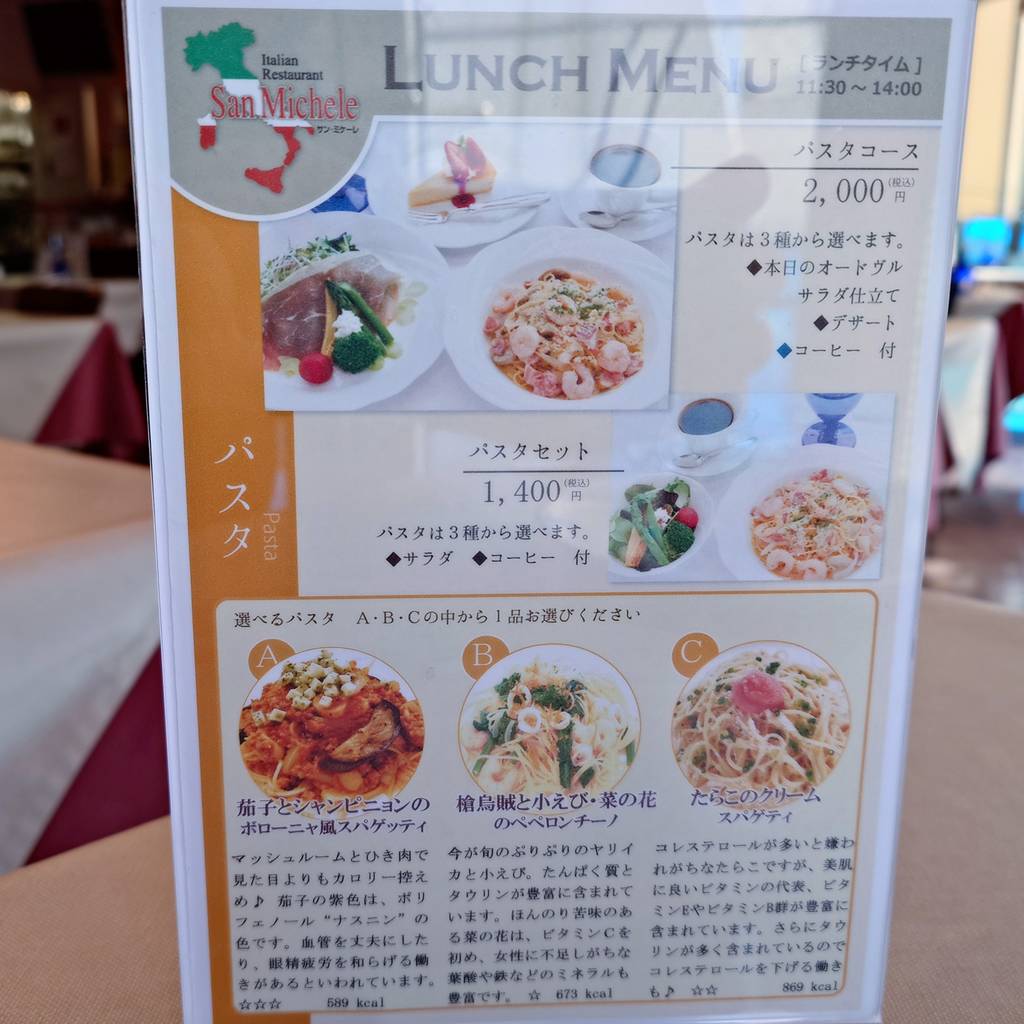 Italian
Restaurant
San Michele
サン・ミケーレ
LUNCH MENU
[ランチタイム]
11:30～14:00
パスタコース
2,000円(税込)
パスタは３種から選べます。
◆本日のオードヴル
サラダ仕立て
◆デザート
◆コーヒー 付
パスタ
Pasta
パスタセット
1,400円(税込)
パスタは３種から選べます。
◆サラダ ◆コーヒー 付
選べるパスタ A・B・Cの中から１品お選びください
A
茄子とシャンピニョンの
ボローニャ風スパゲッティ
マッシュルームとひき肉で
見た目よりもカロリー控え
め♪ 茄子の紫色は、ポリ
フェノール“ナスニン”の
色です。血管を丈夫にした
り、眼精疲労を和らげる働
きがあるといわれています。
☆☆☆ 589 kcal
B
槍烏賊と小えび・菜の花
のペペロンチーノ
今が旬のぷりぷりのヤリイ
カと小えび。たんぱく質と
タウリンが豊富に含まれて
います。ほんのり苦味のあ
る菜の花は、ビタミンCを
初め、女性に不足しがちな
葉酸や鉄などのミネラルも
豊富です。 ☆ 673 kcal
C
たらこのクリーム
スパゲティ
コレステロールが多いと嫌わ
れがちなたらこですが、美肌
に良いビタミンの代表、ビタ
ミンEやビタミンB群が豊富に
含まれています。さらにタウ
リンが多く含まれているので
コレステロールを下げる働き
も♪ ☆☆ 869 kcal